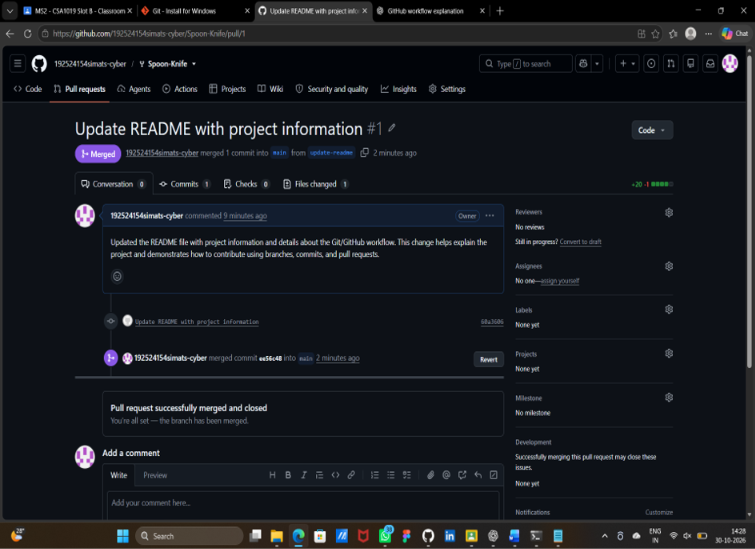 MS2 - CSA1019 Slot B - Classroom
Git - Install for Windows
Update README with project info
GitHub workflow explanation
https://github.com/192524154simats-cyber/Spoon-Knife/pull/1
Chat
192524154simats-cyber / Spoon-Knife
Type / to search
Code
Pull requests
Agents
Actions
Projects
Wiki
Security and quality
Insights
Settings
Update README with project information #1
Code
Merged
192524154simats-cyber merged 1 commit into main from update-readme 2 minutes ago
Conversation 0
Commits 1
Checks 0
Files changed 1
+20 -1
192524154simats-cyber commented 9 minutes ago
Owner
Updated the README file with project information and details about the Git/GitHub workflow. This change helps explain the
project and demonstrates how to contribute using branches, commits, and pull requests.
Update README with project information
192524154simats-cyber merged commit ee56c48 into main 2 minutes ago
Revert
Pull request successfully merged and closed
You're all set — the branch has been merged.
Add a comment
Write
Preview
Add your comment here...
Reviewers
No reviews
Still in progress? Convert to draft
Assignees
No one—assign yourself
Labels
None yet
Projects
None yet
Milestone
No milestone
Development
Successfully merging this pull request may close these
issues.
None yet
Notifications
Customize
28°
Search
ENG
IN
14:28
30-10-2026